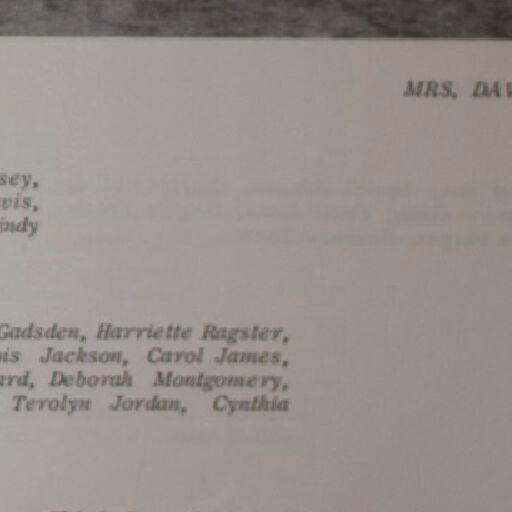 MRS. DAV
sey,
vis,
indy
Gadsden, Harriette Ragster,
ois Jackson, Carol James,
ard, Deborah Montgomery,
Terolyn Jordan, Cynthia